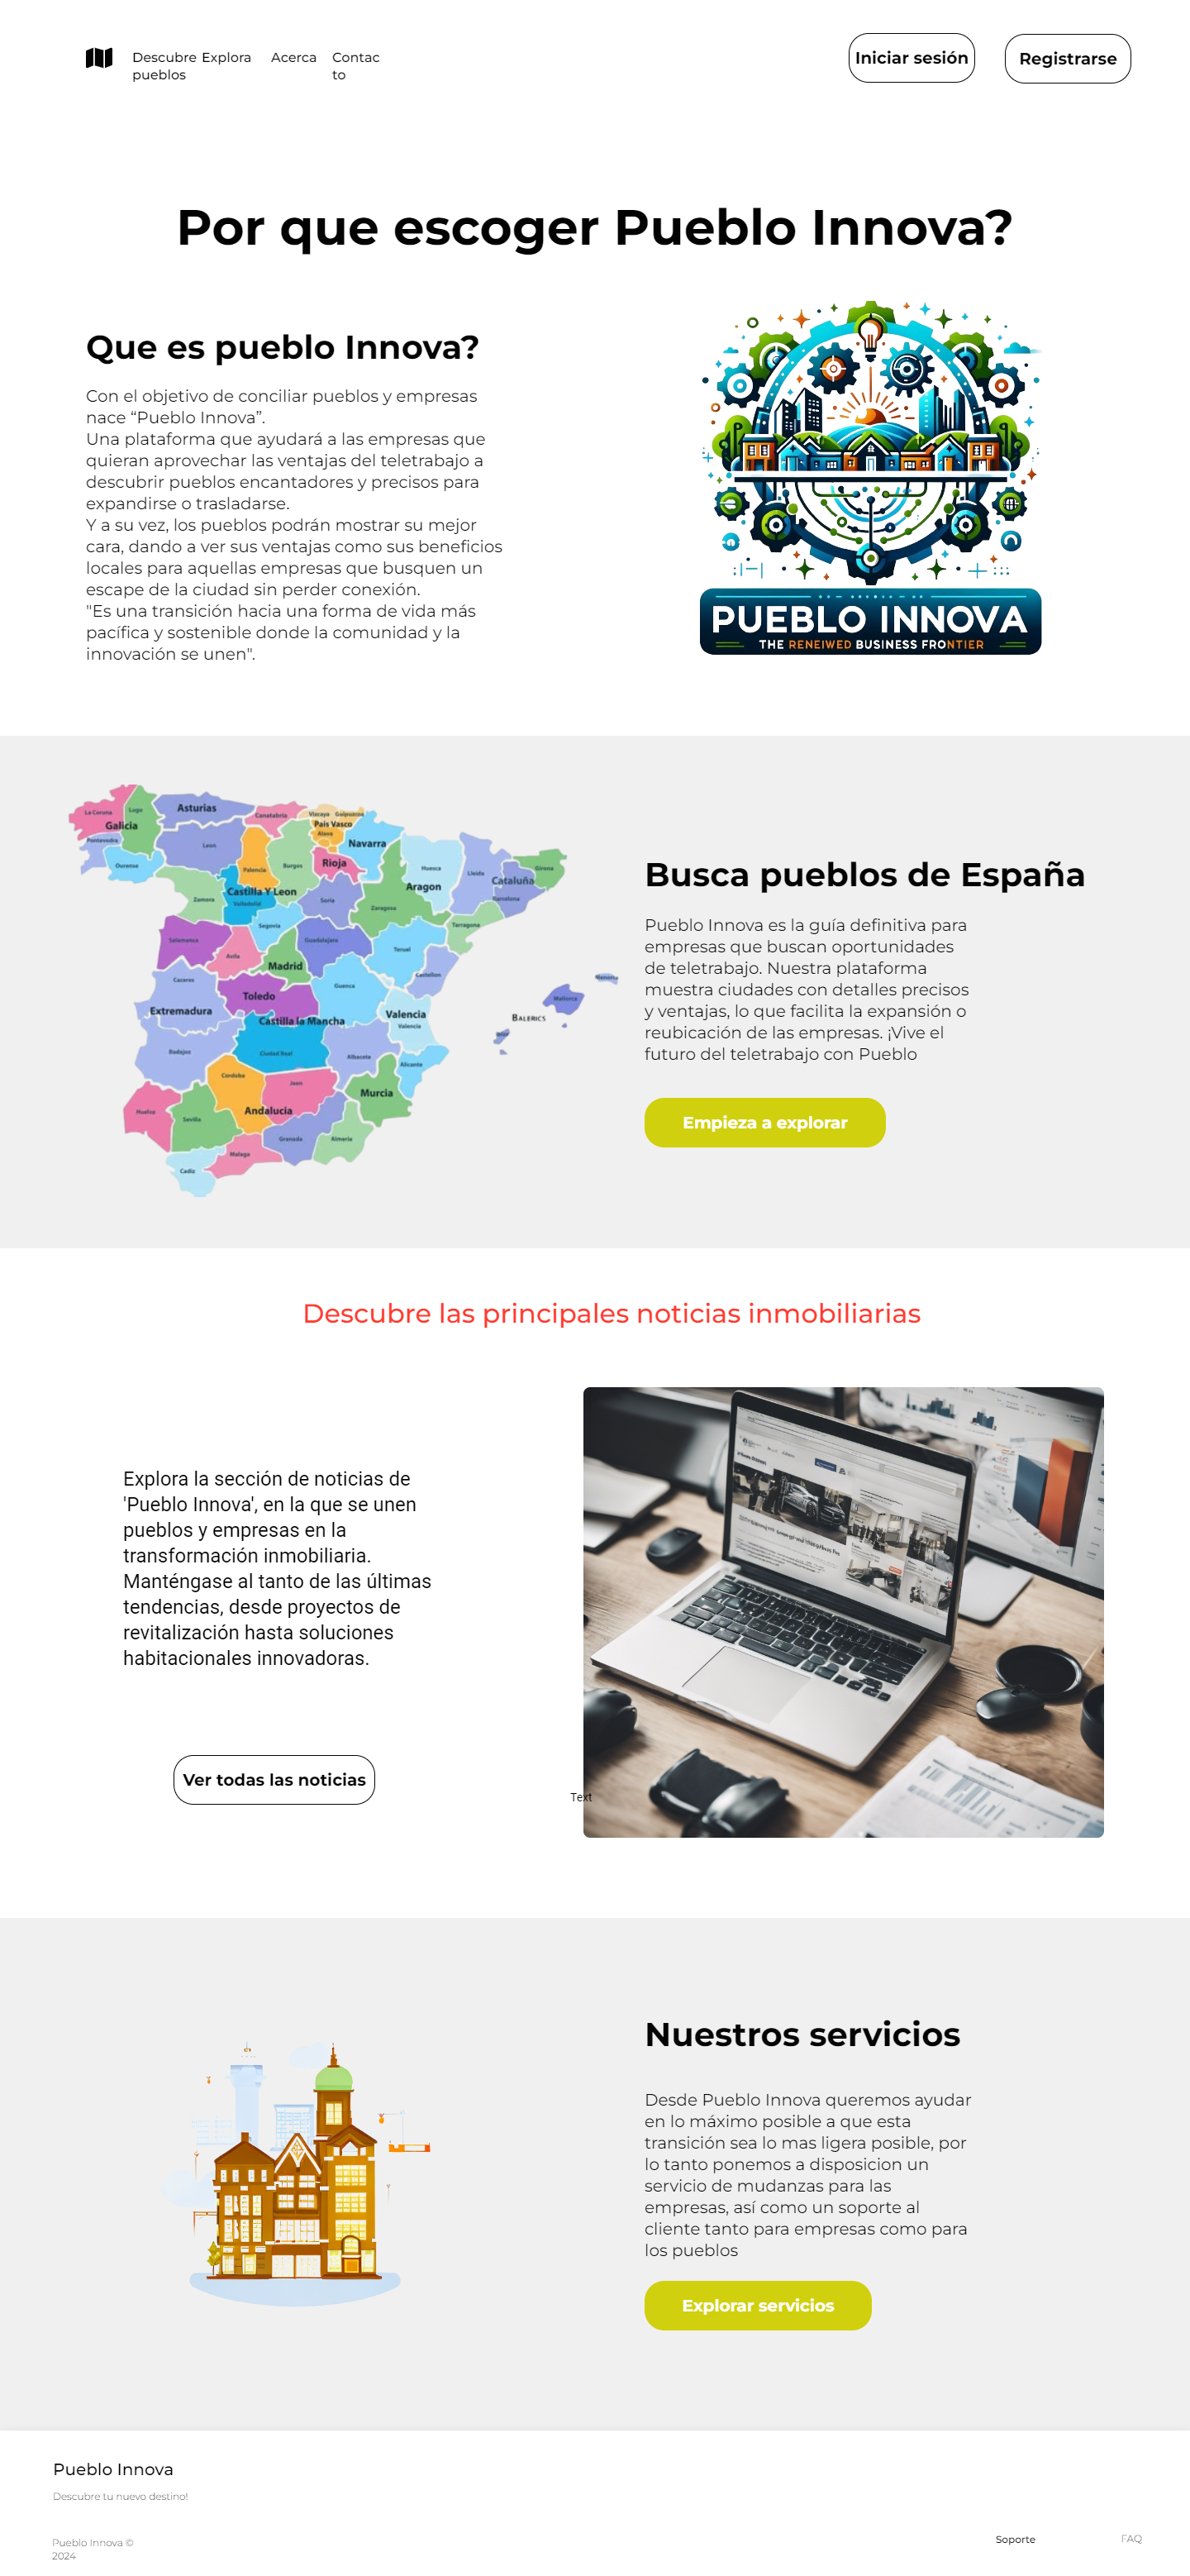 Descubre Explora Acerca Contac
pueblos to
Iniciar sesión
Registrarse
Por que escoger Pueblo Innova?
Que es pueblo Innova?
Con el objetivo de conciliar pueblos y empresas
nace “Pueblo Innova”.
Una plataforma que ayudará a las empresas que
quieran aprovechar las ventajas del teletrabajo a
descubrir pueblos encantadores y precisos para
expandirse o trasladarse.
Y a su vez, los pueblos podrán mostrar su mejor
cara, dando a ver sus ventajas como sus beneficios
locales para aquellas empresas que busquen un
escape de la ciudad sin perder conexión.
"Es una transición hacia una forma de vida más
pacífica y sostenible donde la comunidad y la
innovación se unen".
PUEBLO INNOVA
THE RENEIWED BUSINESS FRONTIER
La Coruna
Lugo
Galicia
Pontevedra
Ourense
Asturias
Leon
Cantabria
Vizcaya
Pais Vasco
Alava
Navarra
Rioja
Palencia
Burgos
Huesca
Lleida
Girona
Aragon
Cataluña
Barcelona
Castilla Y Leon
Zamora
Valladolid
Soria
Zaragoza
Tarragona
Segovia
Salamanca
Avila
Guadalajara
Teruel
Madrid
Caceres
Toledo
Cuenca
Castellon
Menorca
Mallorca
Extremadura
Castilla la Mancha
Valencia
Valencia
BALERICS
Badajoz
Ciudad Real
Albacete
Alicante
Cordoba
Jaen
Murcia
Huelva
Sevilla
Andalucia
Granada
Almeria
Malaga
Cadiz
Busca pueblos de España
Pueblo Innova es la guía definitiva para
empresas que buscan oportunidades
de teletrabajo. Nuestra plataforma
muestra ciudades con detalles precisos
y ventajas, lo que facilita la expansión o
reubicación de las empresas. ¡Vive el
futuro del teletrabajo con Pueblo
Empieza a explorar
Descubre las principales noticias inmobiliarias
Explora la sección de noticias de
'Pueblo Innova', en la que se unen
pueblos y empresas en la
transformación inmobiliaria.
Manténgase al tanto de las últimas
tendencias, desde proyectos de
revitalización hasta soluciones
habitacionales innovadoras.
Ver todas las noticias
Text
Nuestros servicios
Desde Pueblo Innova queremos ayudar
en lo máximo posible a que esta
transición sea lo mas ligera posible, por
lo tanto ponemos a disposicion un
servicio de mudanzas para las
empresas, así como un soporte al
cliente tanto para empresas como para
los pueblos
Explorar servicios
Pueblo Innova
Descubre tu nuevo destino!
Pueblo Innova ©
2024
Soporte
FAQ